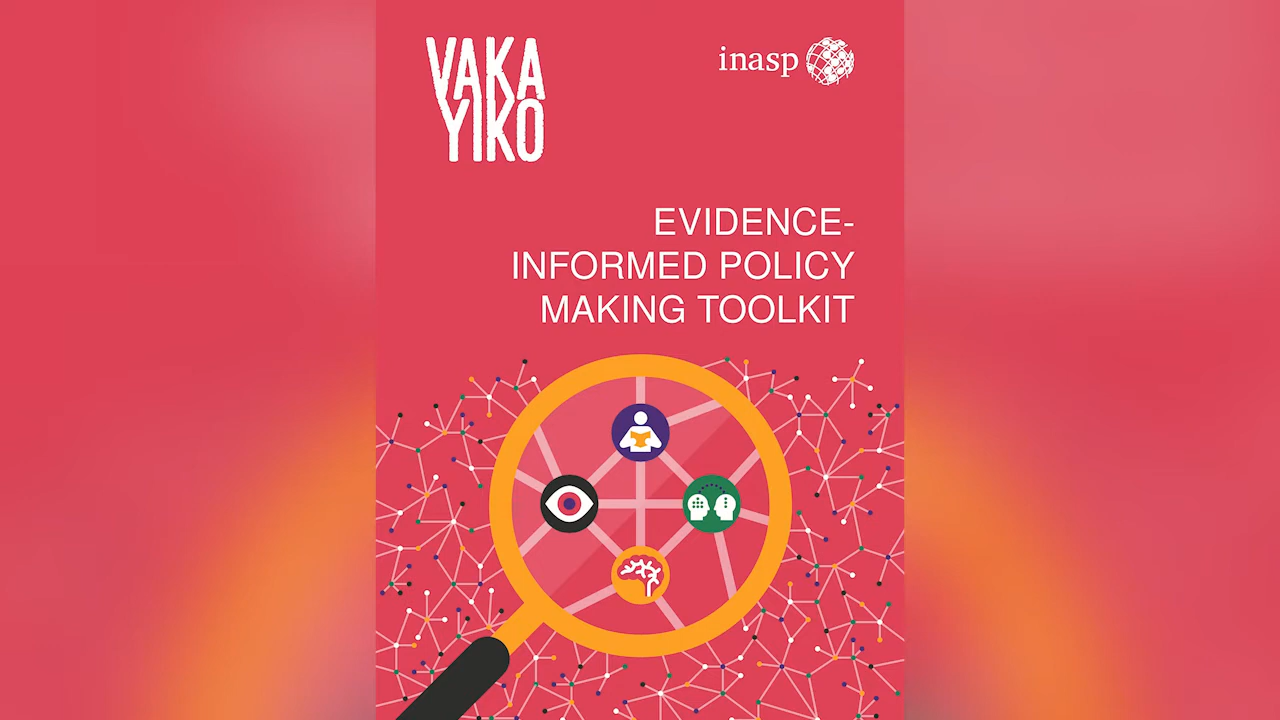 VAKA
YIKO
inasp
EVIDENCE-
INFORMED POLICY
MAKING TOOLKIT